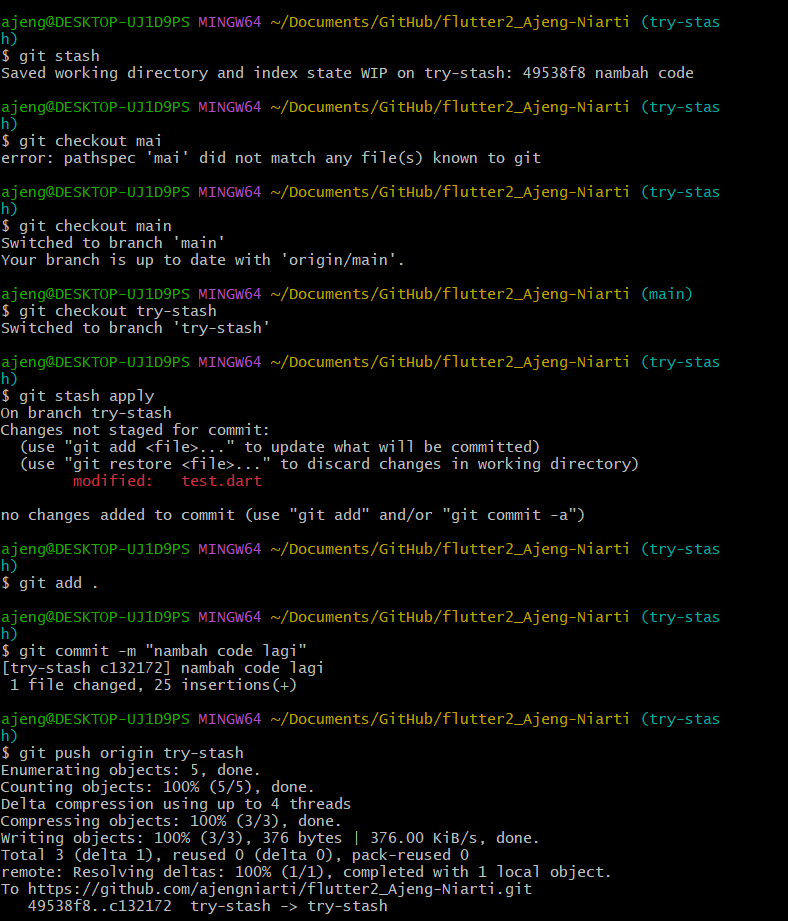 ajeng@DESKTOP-UJ1D9PS MINGW64 ~/Documents/GitHub/flutter2_Ajeng-Niarti (try-stas
h)
$ git stash
Saved working directory and index state WIP on try-stash: 49538f8 nambah code
ajeng@DESKTOP-UJ1D9PS MINGW64 ~/Documents/GitHub/flutter2_Ajeng-Niarti (try-stas
h)
$ git checkout mai
error: pathspec 'mai' did not match any file(s) known to git
ajeng@DESKTOP-UJ1D9PS MINGW64 ~/Documents/GitHub/flutter2_Ajeng-Niarti (try-stas
h)
$ git checkout main
Switched to branch 'main'
Your branch is up to date with 'origin/main'.
ajeng@DESKTOP-UJ1D9PS MINGW64 ~/Documents/GitHub/flutter2_Ajeng-Niarti (main)
$ git checkout try-stash
Switched to branch 'try-stash'
ajeng@DESKTOP-UJ1D9PS MINGW64 ~/Documents/GitHub/flutter2_Ajeng-Niarti (try-stas
h)
$ git stash apply
On branch try-stash
Changes not staged for commit:
  (use "git add <file>..." to update what will be committed)
  (use "git restore <file>..." to discard changes in working directory)
        modified:   test.dart
no changes added to commit (use "git add" and/or "git commit -a")
ajeng@DESKTOP-UJ1D9PS MINGW64 ~/Documents/GitHub/flutter2_Ajeng-Niarti (try-stas
h)
$ git add .
ajeng@DESKTOP-UJ1D9PS MINGW64 ~/Documents/GitHub/flutter2_Ajeng-Niarti (try-stas
h)
$ git commit -m "nambah code lagi"
[try-stash c132172] nambah code lagi
 1 file changed, 25 insertions(+)
ajeng@DESKTOP-UJ1D9PS MINGW64 ~/Documents/GitHub/flutter2_Ajeng-Niarti (try-stas
h)
$ git push origin try-stash
Enumerating objects: 5, done.
Counting objects: 100% (5/5), done.
Delta compression using up to 4 threads
Compressing objects: 100% (3/3), done.
Writing objects: 100% (3/3), 376 bytes | 376.00 KiB/s, done.
Total 3 (delta 1), reused 0 (delta 0), pack-reused 0
remote: Resolving deltas: 100% (1/1), completed with 1 local object.
To https://github.com/ajengniarti/flutter2_Ajeng-Niarti.git
   49538f8..c132172  try-stash -> try-stash